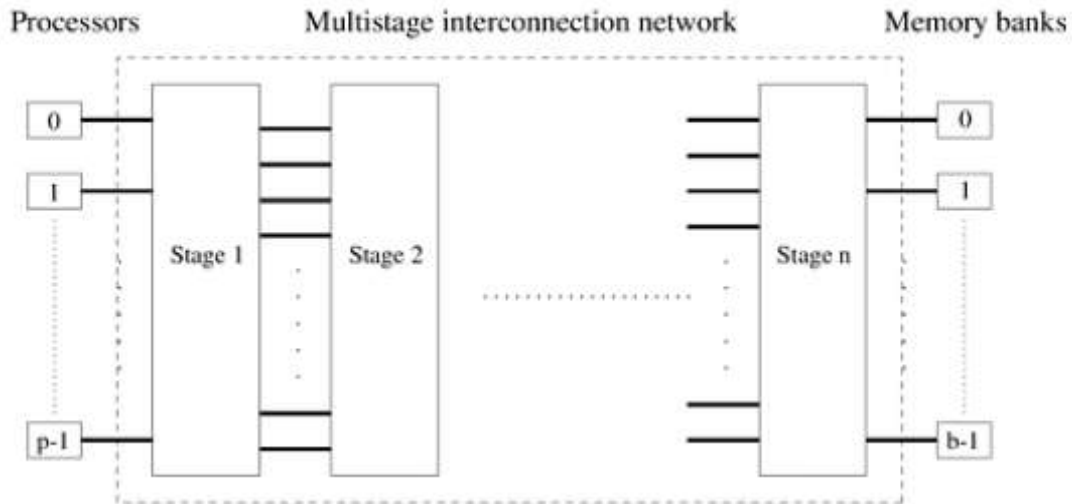 Processors
Multistage interconnection network
Memory banks
0
0
1
1
Stage 1
Stage 2
Stage n
p-1
b-1